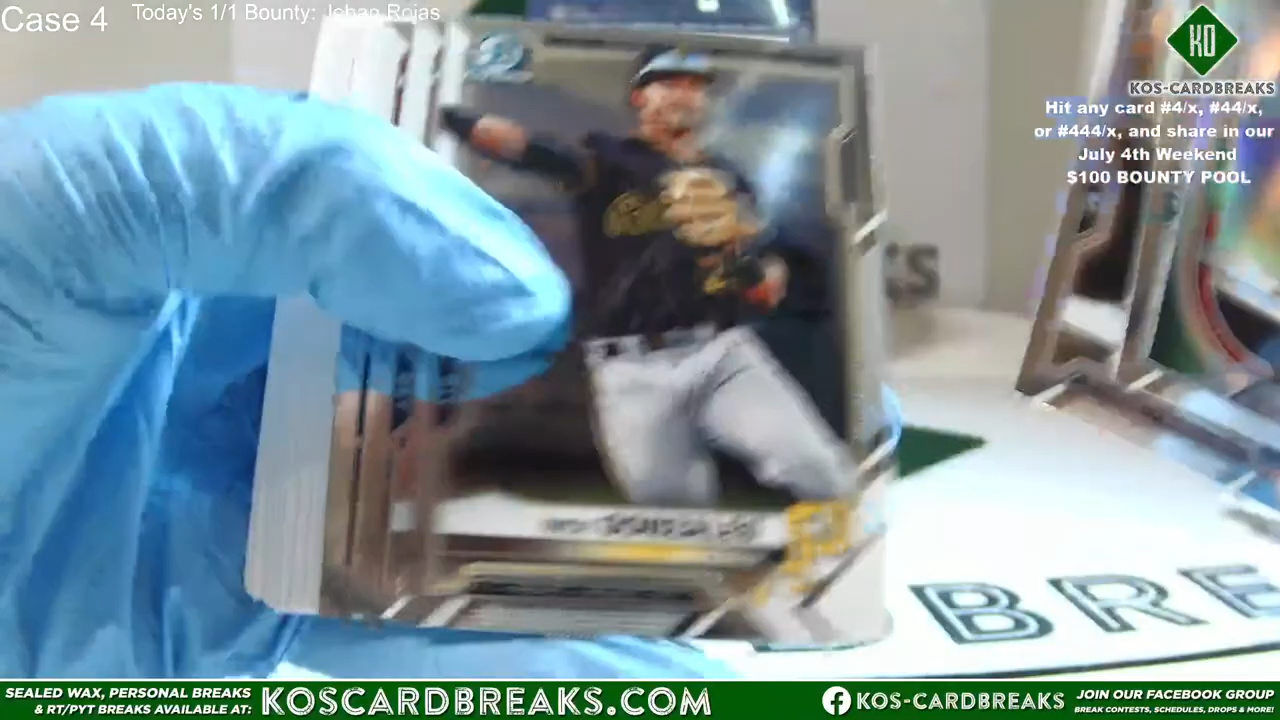 Case 4
Today's 1/1 Bounty: Johan Rojas
KO
KOS-CARDBREAKS
Hit any card #4/x, #44/x,
or #444/x, and share in our
July 4th Weekend
$100 BOUNTY POOL
KS
BRE
SEALED WAX, PERSONAL BREAKS
& RT/PYT BREAKS AVAILABLE AT:
KOSCARDBREAKS.COM
KOS-CARDBREAKS
JOIN OUR FACEBOOK GROUP
BREAK CONTESTS, SCHEDULES, DROPS & MORE!